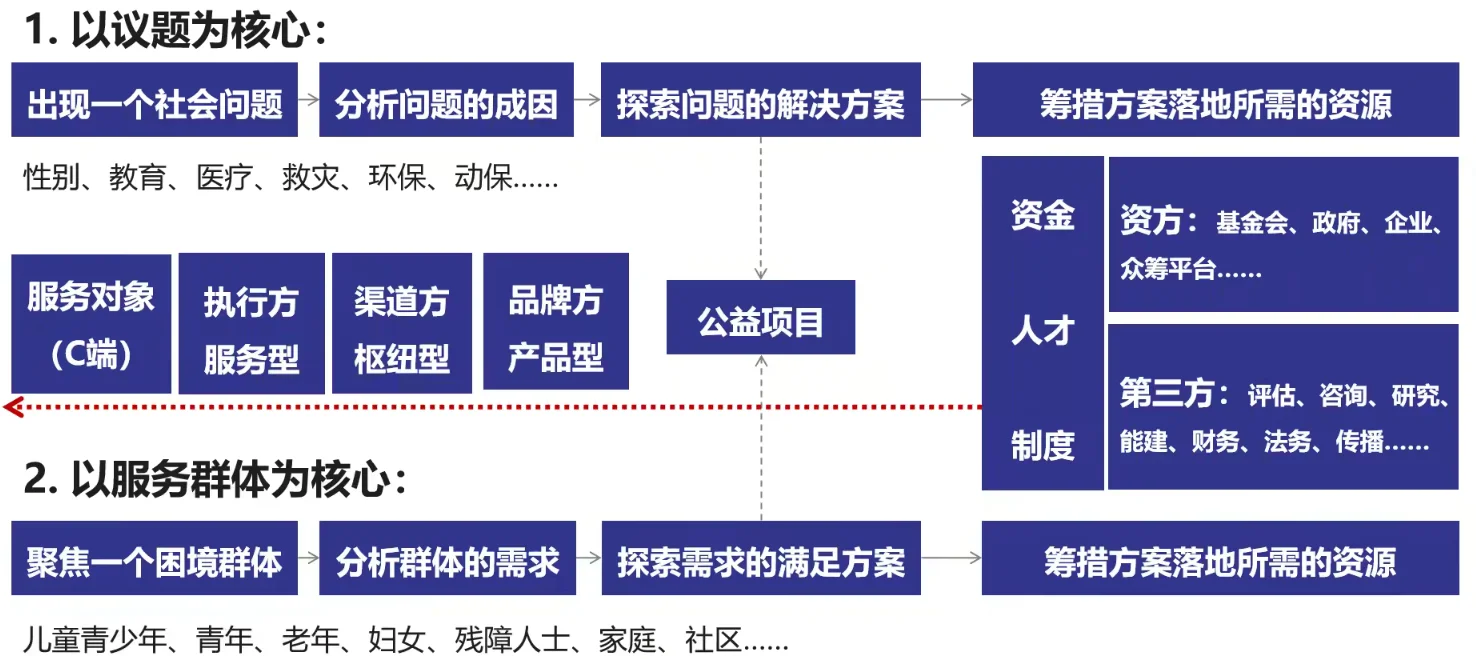 1. 以议题为核心：
出现一个社会问题
分析问题的成因
探索问题的解决方案
筹措方案落地所需的资源
性别、教育、医疗、救灾、环保、动保......
服务对象
（C端）
执行方
服务型
渠道方
枢纽型
品牌方
产品型
公益项目
资金
人才
制度
资方：基金会、政府、企业、
众筹平台......
第三方：评估、咨询、研究、
能建、财务、法务、传播......
2. 以服务群体为核心：
聚焦一个困境群体
分析群体的需求
探索需求的满足方案
筹措方案落地所需的资源
儿童青少年、青年、老年、妇女、残障人士、家庭、社区......